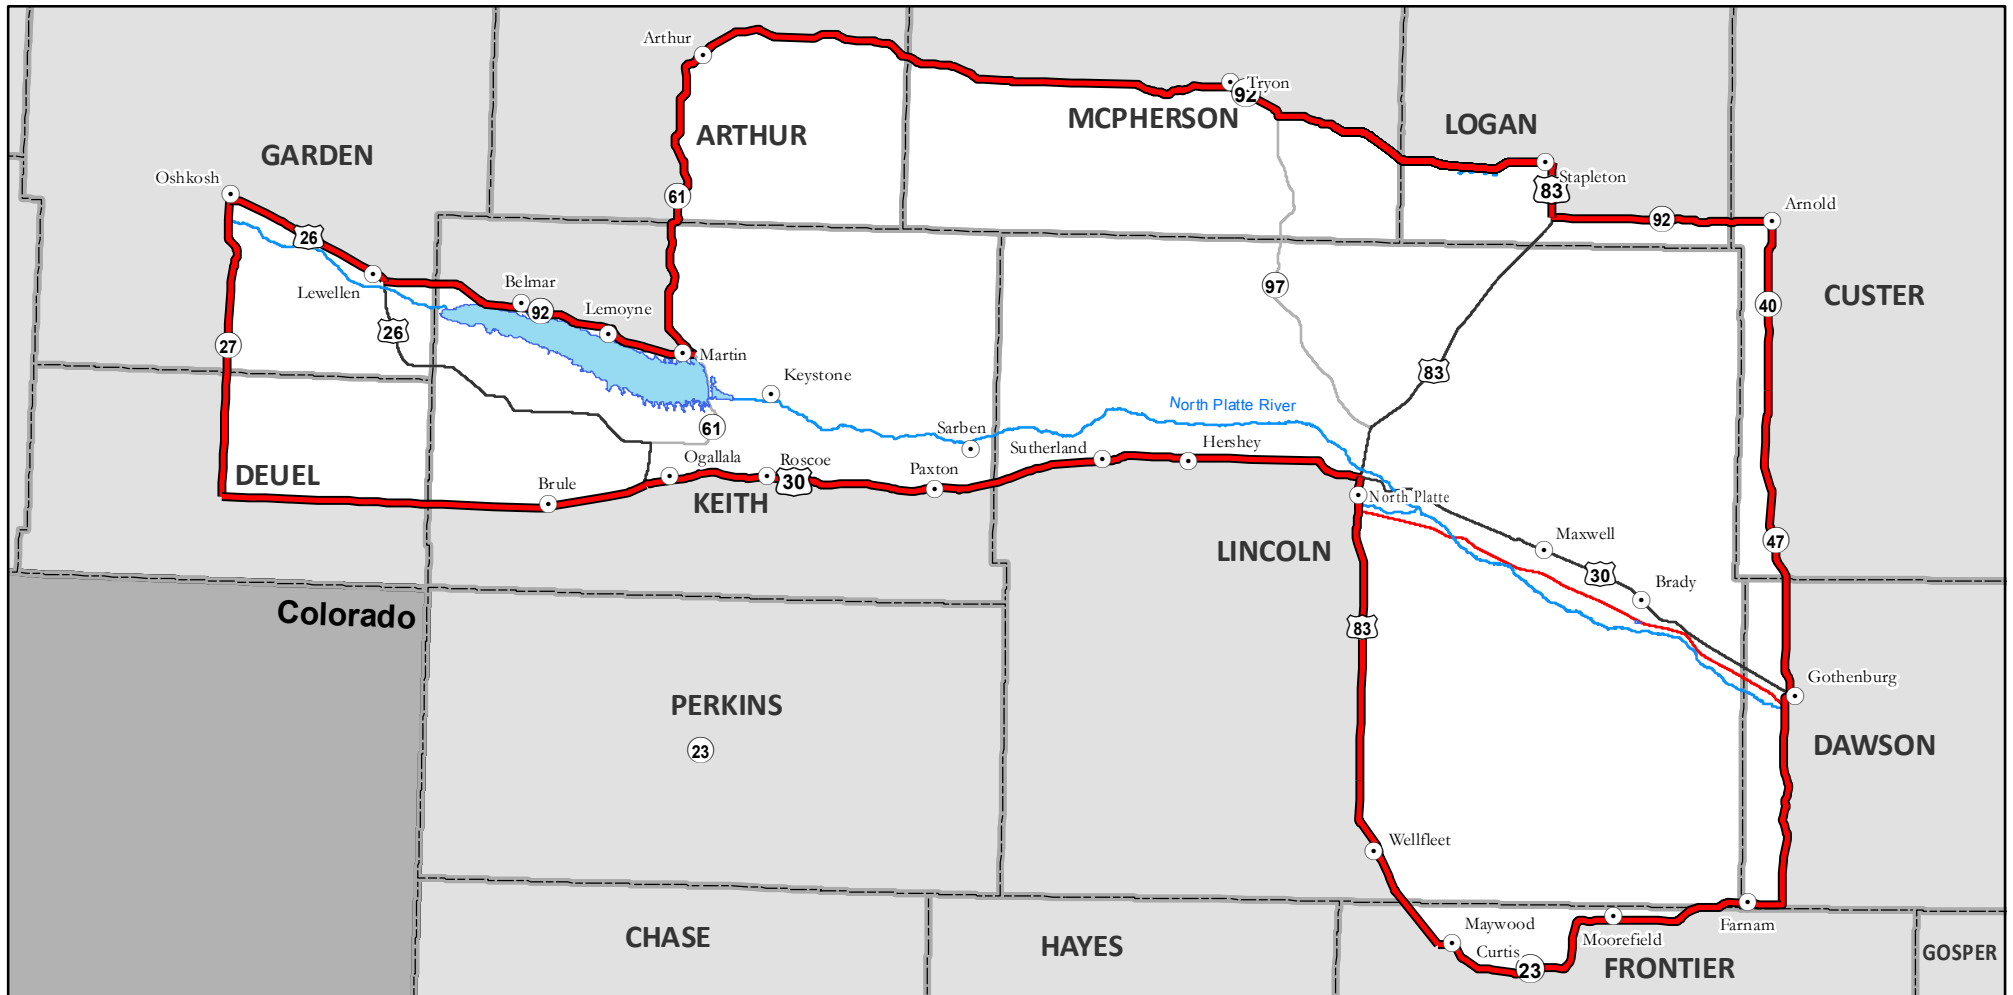 Arthur
Tryon
92
MCPHERSON
LOGAN
ARTHUR
GARDEN
Oshkosh
61
Stapleton
83
92
Arnold
26
Lewellen
Belmar
92
Lemoyne
97
40
CUSTER
26
27
Martin
Keystone
83
North Platte River
61
Sarben
Sutherland
Hershey
DEUEL
Ogallala
Roscoe
30
Paxton
Brule
KEITH
North Platte
LINCOLN
Maxwell
47
30
Brady
Colorado
83
Gothenburg
PERKINS
23
DAWSON
Wellfleet
CHASE
HAYES
Maywood
Curtis
23
Moorefield
Farnam
FRONTIER
GOSPER